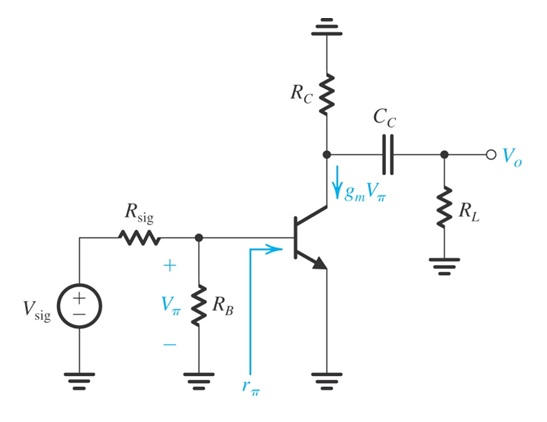 R_C
C_C
V_o
g_m V_π
R_sig
R_L
+
V_sig
+
−
V_π
R_B
−
r_π